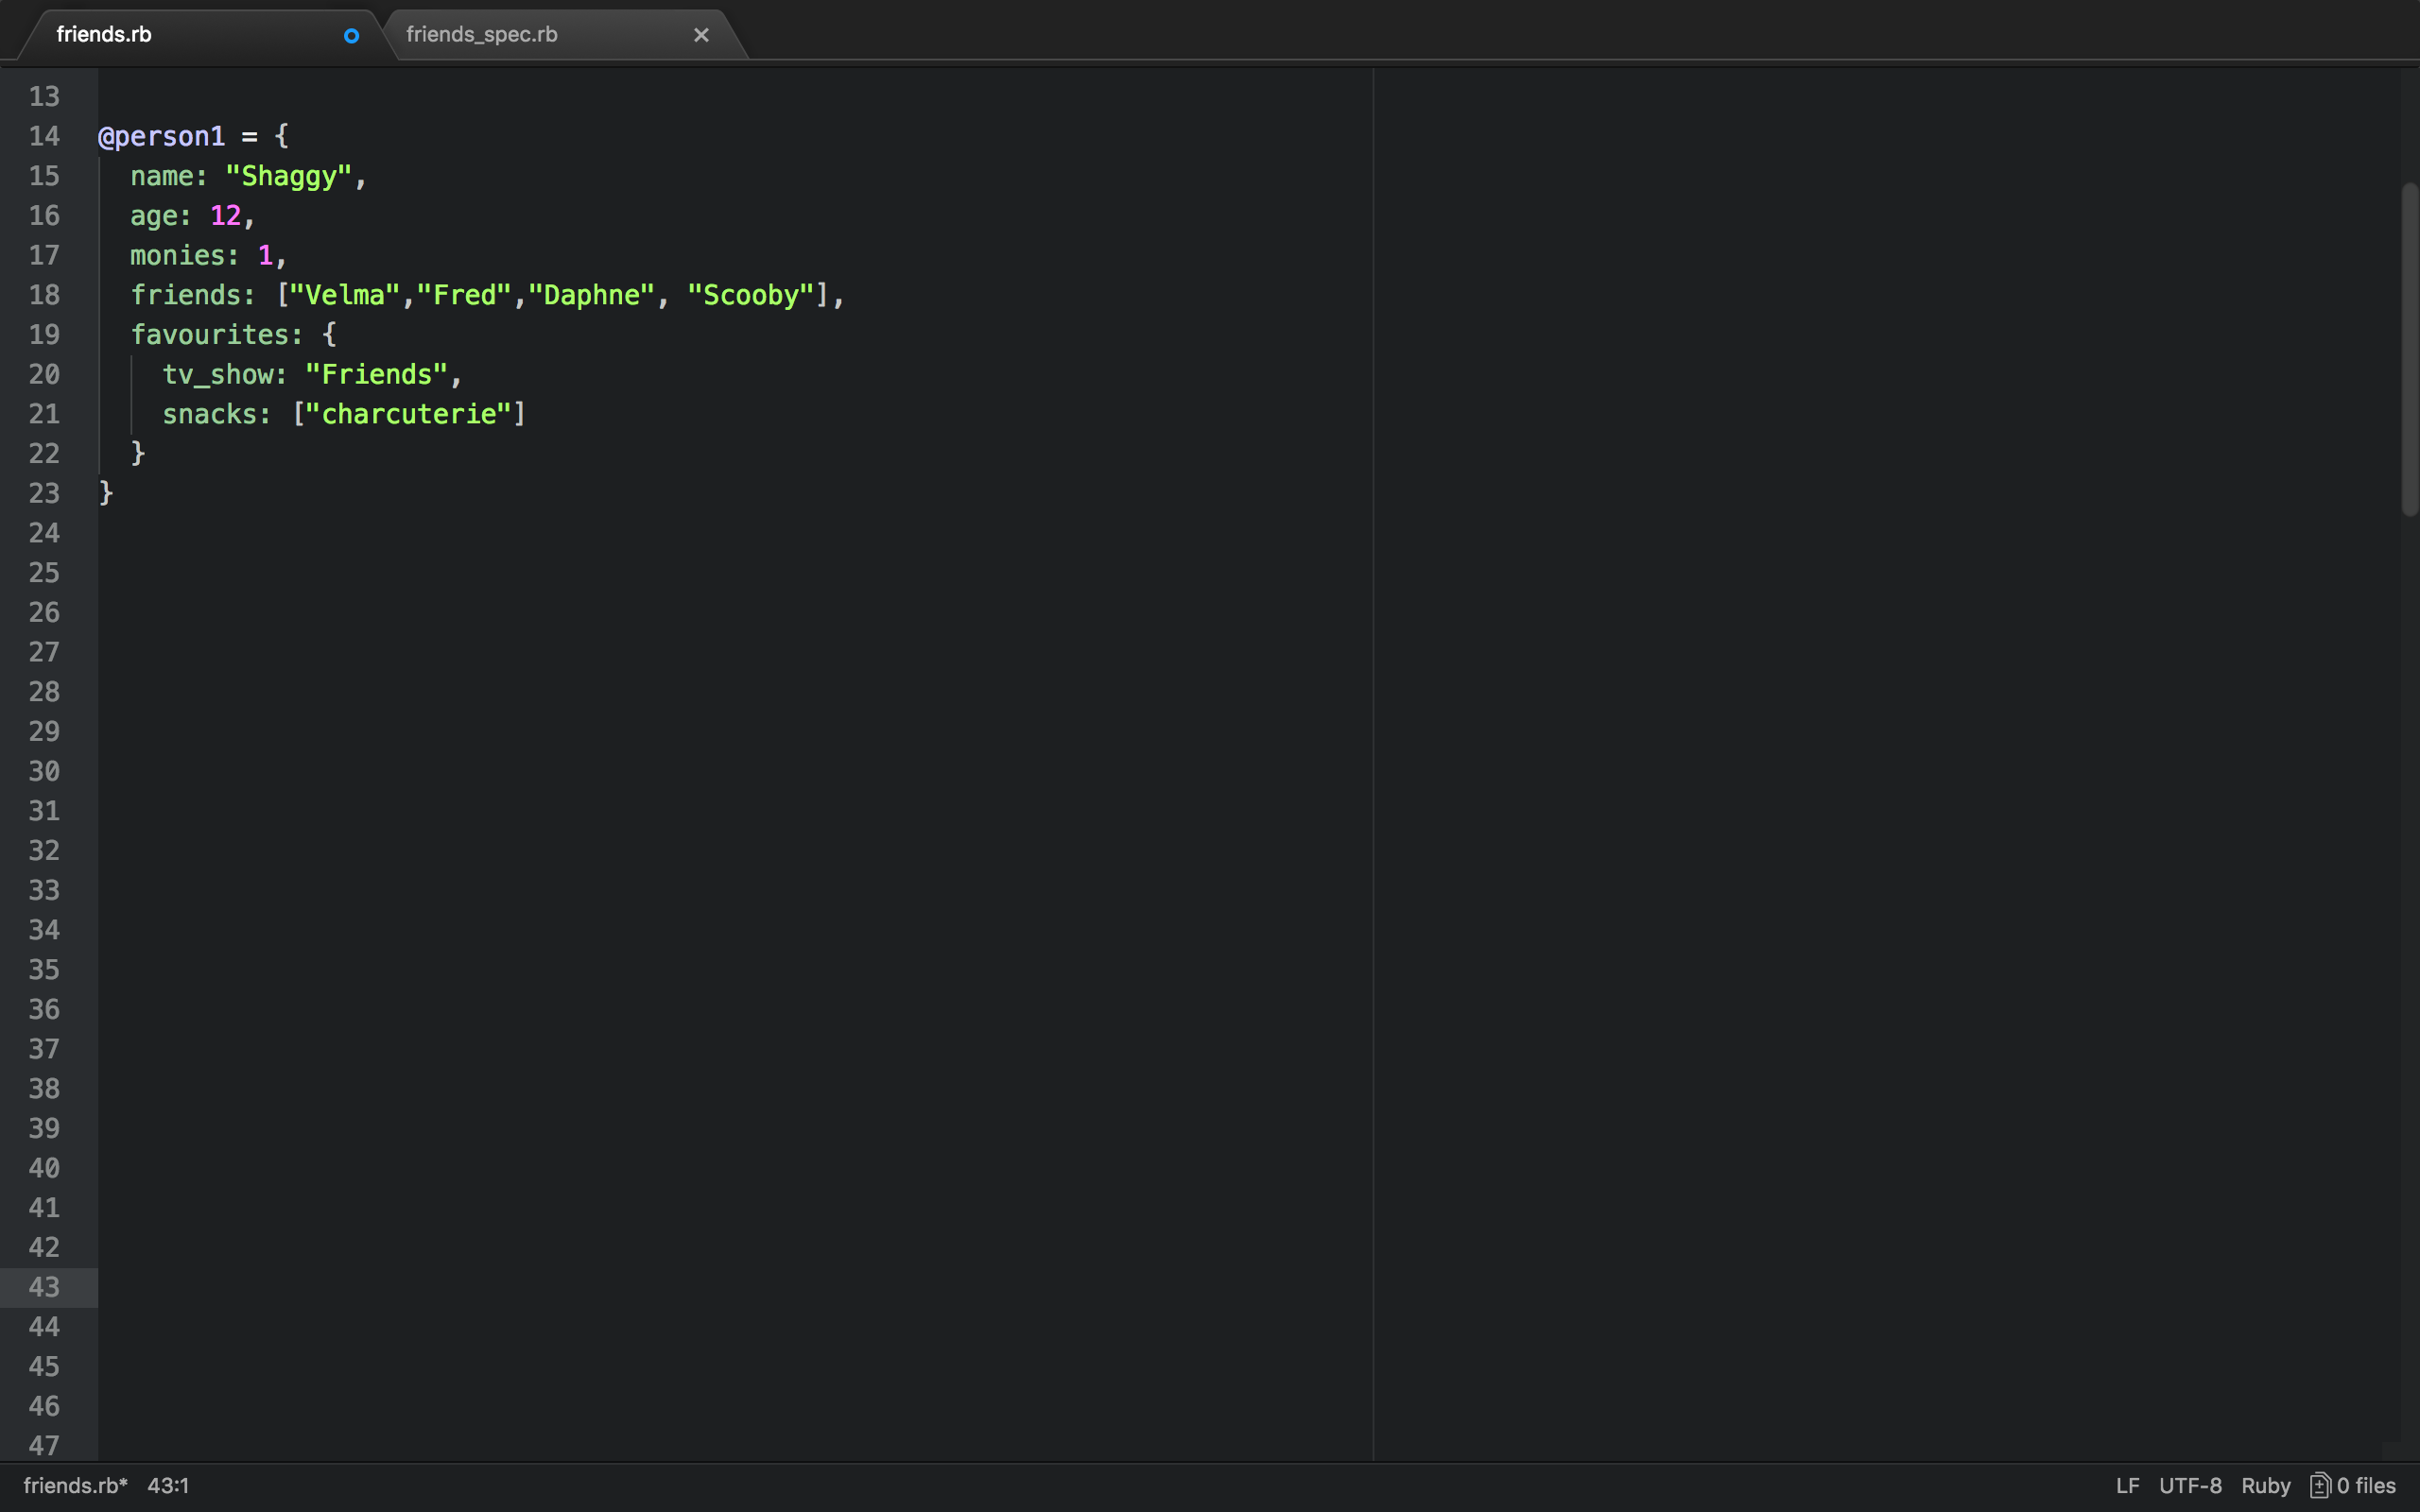 friends.rb friends_spec.rb ×
13
14 @person1 = {
15   name: "Shaggy",
16   age: 12,
17   monies: 1,
18   friends: ["Velma","Fred","Daphne", "Scooby"],
19   favourites: {
20     tv_show: "Friends",
21     snacks: ["charcuterie"]
22   }
23 }
24
25
26
27
28
29
30
31
32
33
34
35
36
37
38
39
40
41
42
43
44
45
46
47
friends.rb* 43:1 LF UTF-8 Ruby 0 files